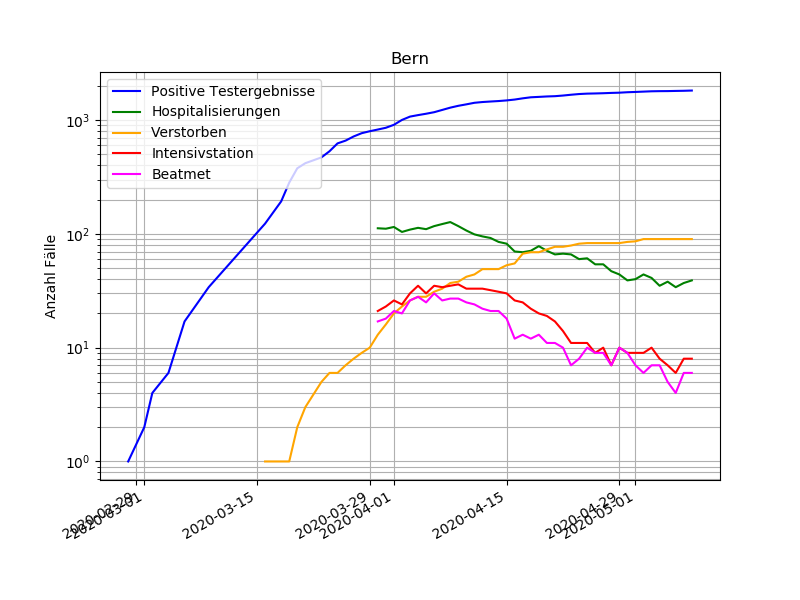 Bern
Positive Testergebnisse
Hospitalisierungen
Verstorben
Intensivstation
Beatmet
Anzahl Fälle
10³
10²
10¹
10⁰
2020-02-29
2020-03-01
2020-03-15
2020-03-29
2020-04-01
2020-04-15
2020-04-29
2020-05-01